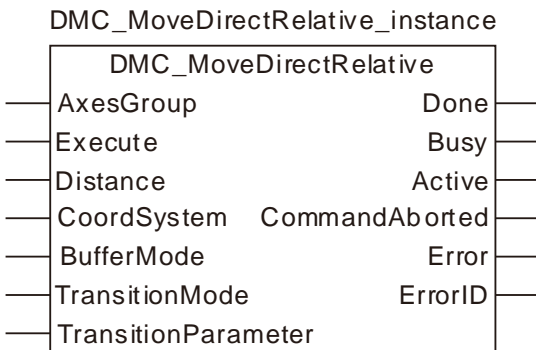 DMC_MoveDirectRelative_instance
DMC_MoveDirectRelative
AxesGroup Done
Execute Busy
Distance Active
CoordSystem CommandAborted
BufferMode Error
TransitionMode ErrorID
TransitionParameter